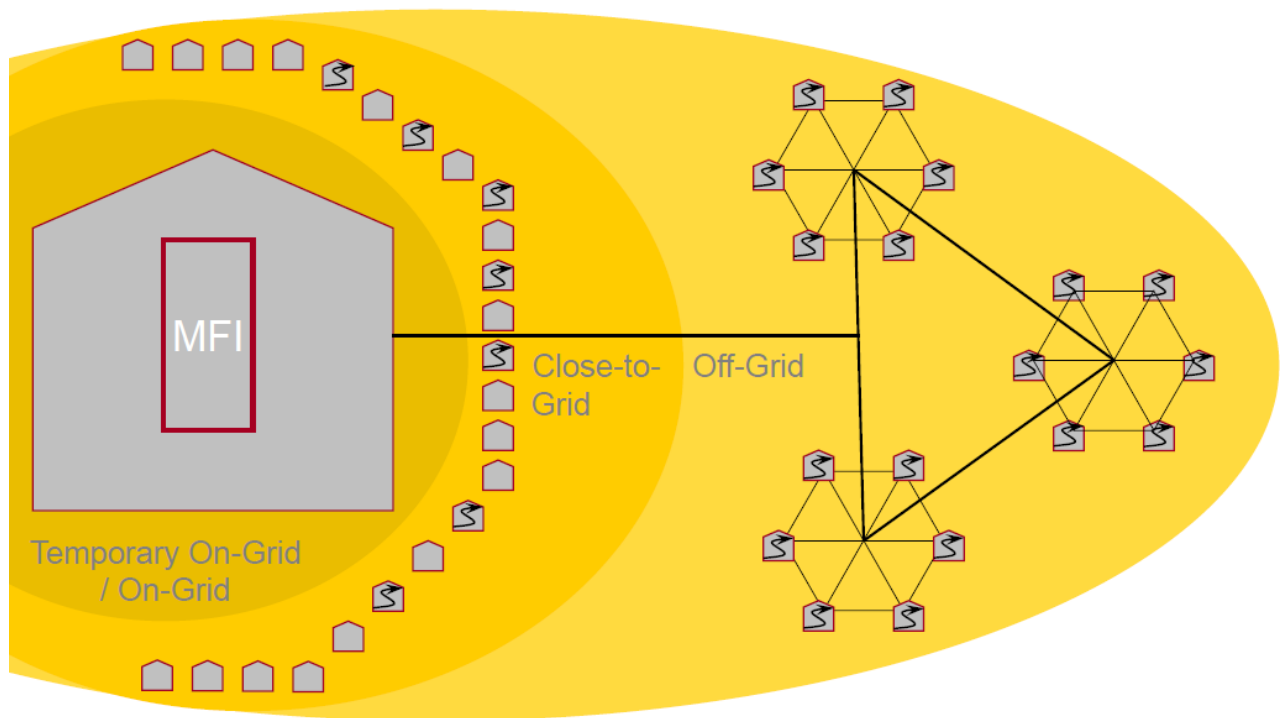 MFI
Close-to-
Grid
Off-Grid
Temporary On-Grid
/ On-Grid